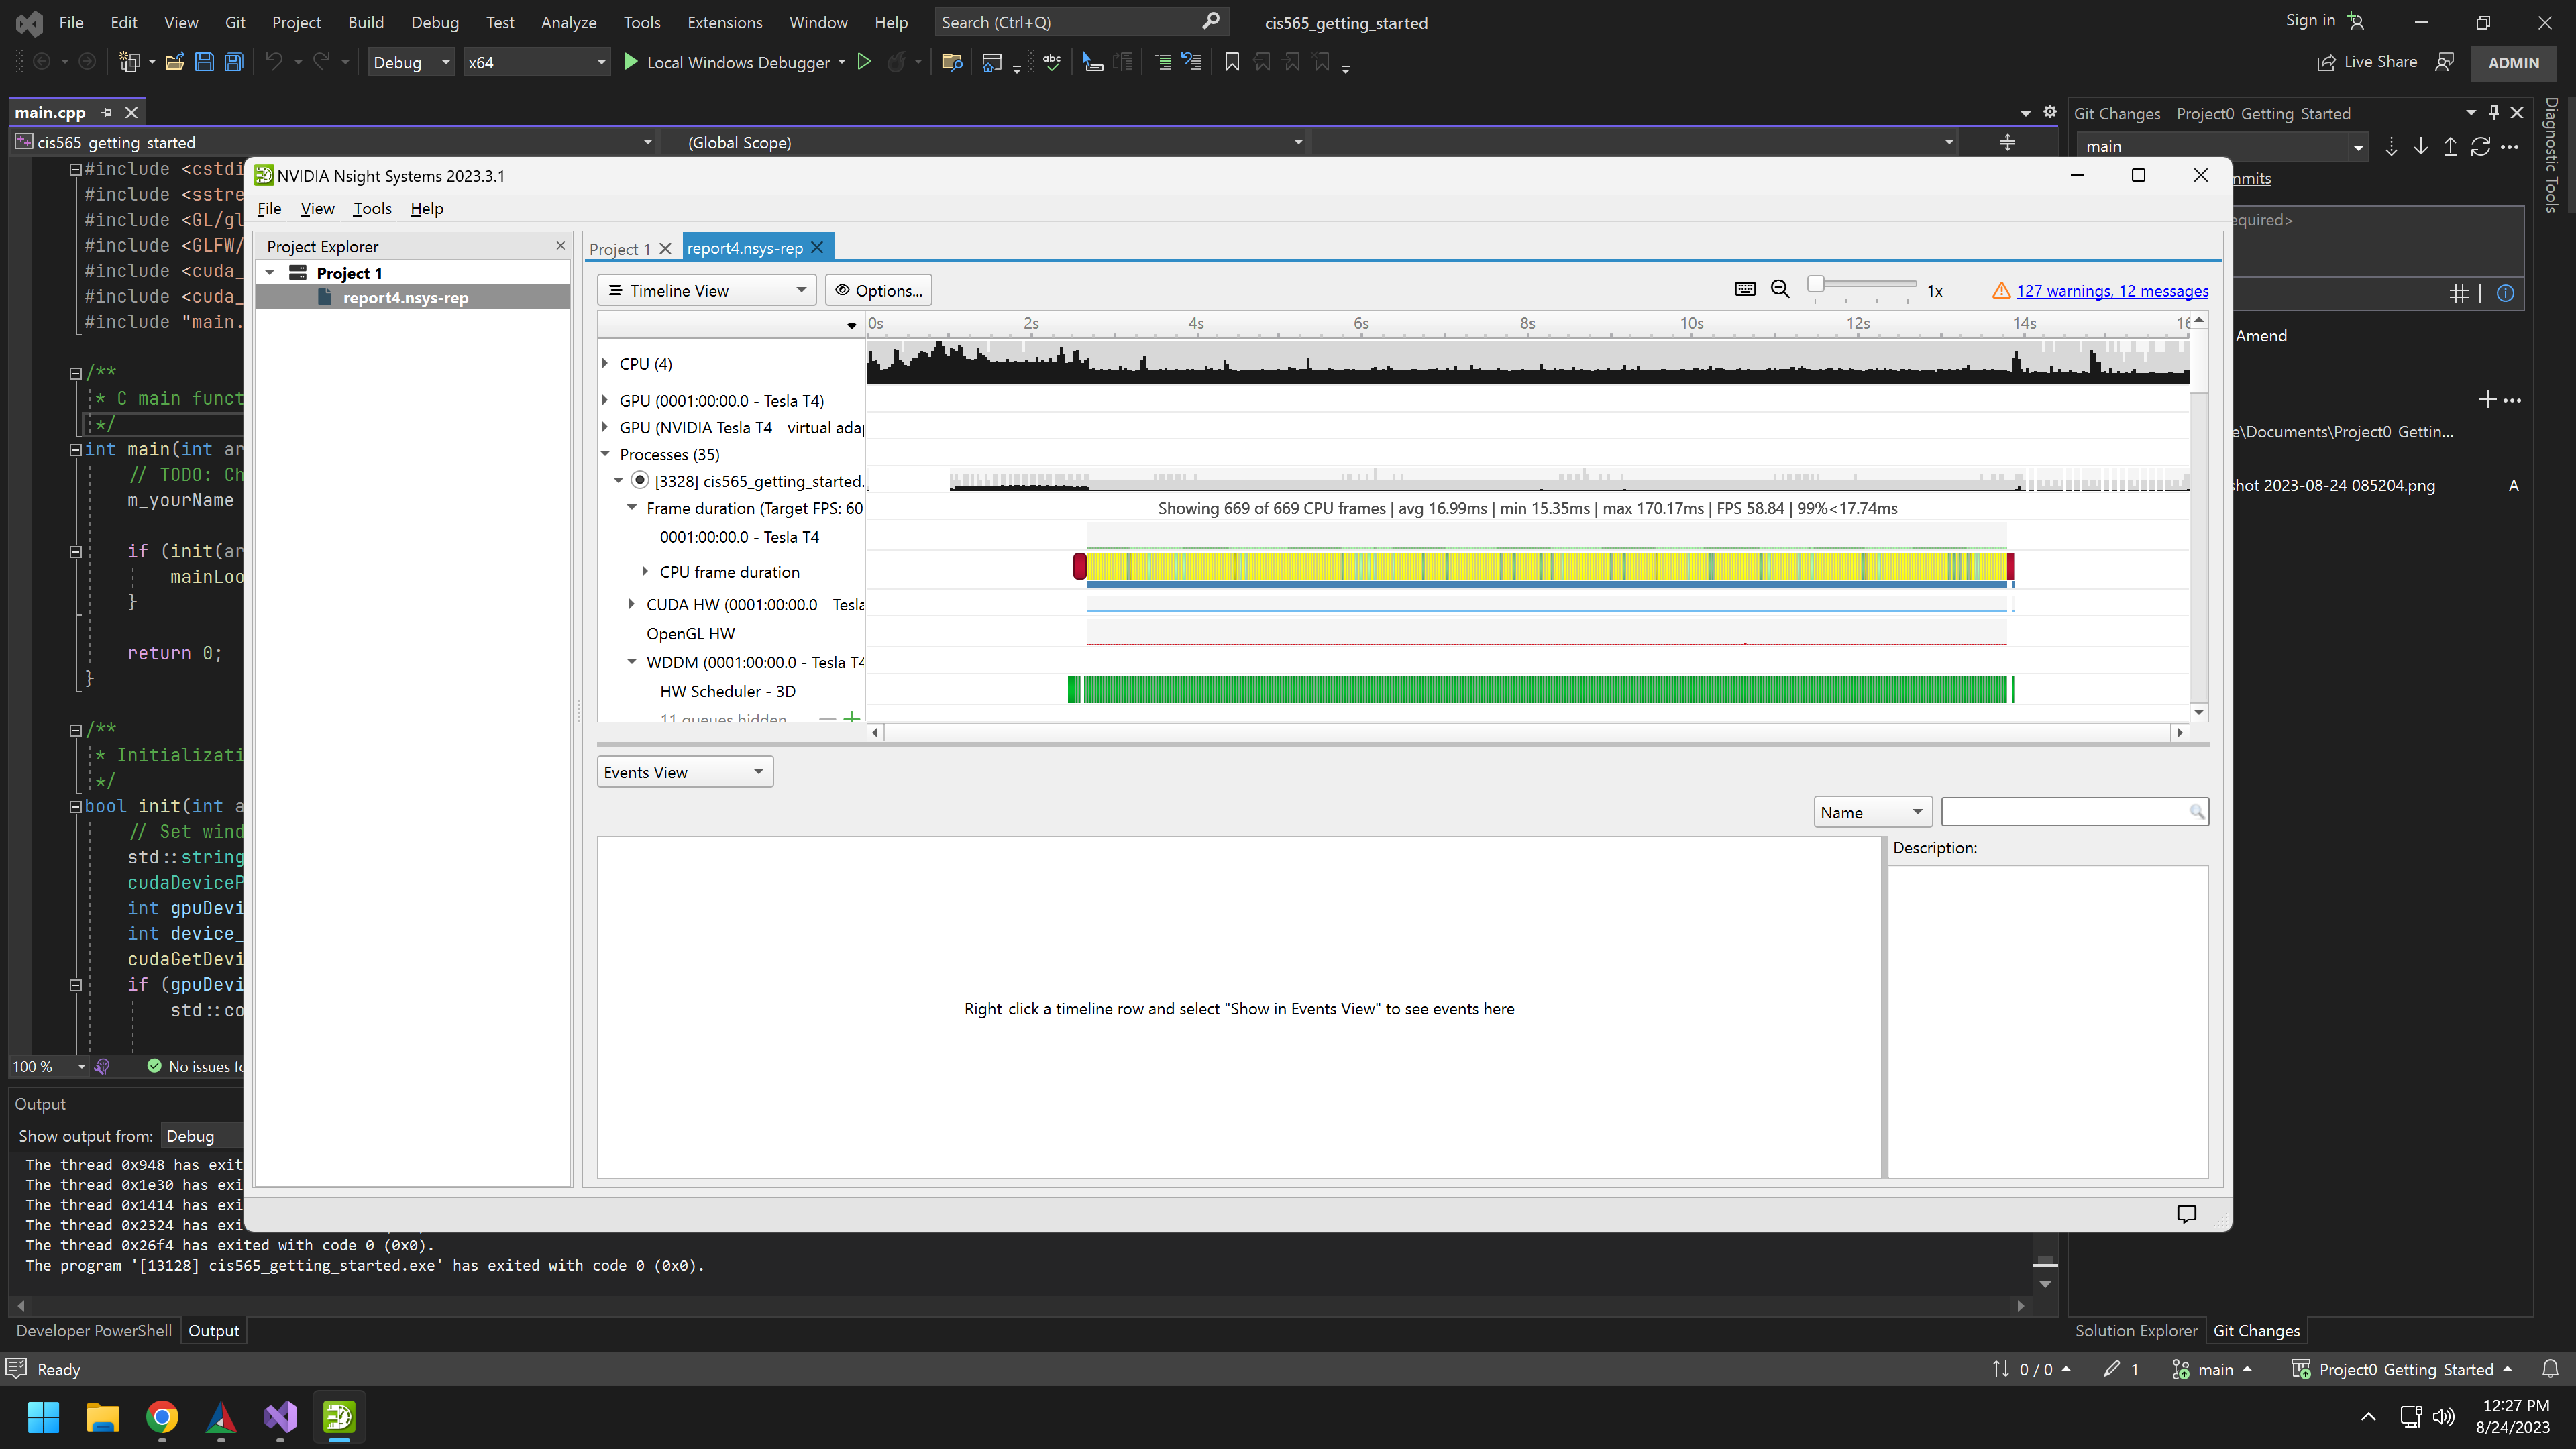 File Edit View Git Project Build Debug Test Analyze Tools Extensions Window Help Search (Ctrl+Q) cis565_getting_started Sign in
Debug x64 Local Windows Debugger Live Share ADMIN
main.cpp
cis565_getting_started (Global Scope)
#include <cstdi
#include <sstre
#include <GL/gl
#include <GLFW/
#include <cuda_
#include <cuda_
#include "main.
/**
* C main funct
*/
int main(int ar
// TODO: Ch
m_yourName
if (init(ar
mainLoo
}
return 0;
}
/**
* Initializati
*/
bool init(int a
// Set wind
std::string
cudaDeviceP
int gpuDevi
int device_
cudaGetDevi
if (gpuDevi
std::co
100 % No issues fo
NVIDIA Nsight Systems 2023.3.1
File View Tools Help
Project Explorer
Project 1
report4.nsys-rep
Project 1 report4.nsys-rep
Timeline View Options... 1x 127 warnings, 12 messages
0s 2s 4s 6s 8s 10s 12s 14s 16
CPU (4)
GPU (0001:00:00.0 - Tesla T4)
GPU (NVIDIA Tesla T4 - virtual ada
Processes (35)
[3328] cis565_getting_started.
Frame duration (Target FPS: 60 Showing 669 of 669 CPU frames | avg 16.99ms | min 15.35ms | max 170.17ms | FPS 58.84 | 99%<17.74ms
0001:00:00.0 - Tesla T4
CPU frame duration
CUDA HW (0001:00:00.0 - Tesla
OpenGL HW
WDDM (0001:00:00.0 - Tesla T4
HW Scheduler - 3D
11 queues hidden
Events View
Name
Description:
Right-click a timeline row and select "Show in Events View" to see events here
Git Changes - Project0-Getting-Started
main
mmits
equired>
Amend
e\Documents\Project0-Gettin...
shot 2023-08-24 085204.png A
Diagnostic Tools
Output
Show output from: Debug
The thread 0x948 has exit
The thread 0x1e30 has exi
The thread 0x1414 has exi
The thread 0x2324 has exi
The thread 0x26f4 has exited with code 0 (0x0).
The program '[13128] cis565_getting_started.exe' has exited with code 0 (0x0).
Developer PowerShell Output
Solution Explorer Git Changes
Ready 0 / 0 1 main Project0-Getting-Started
12:27 PM
8/24/2023